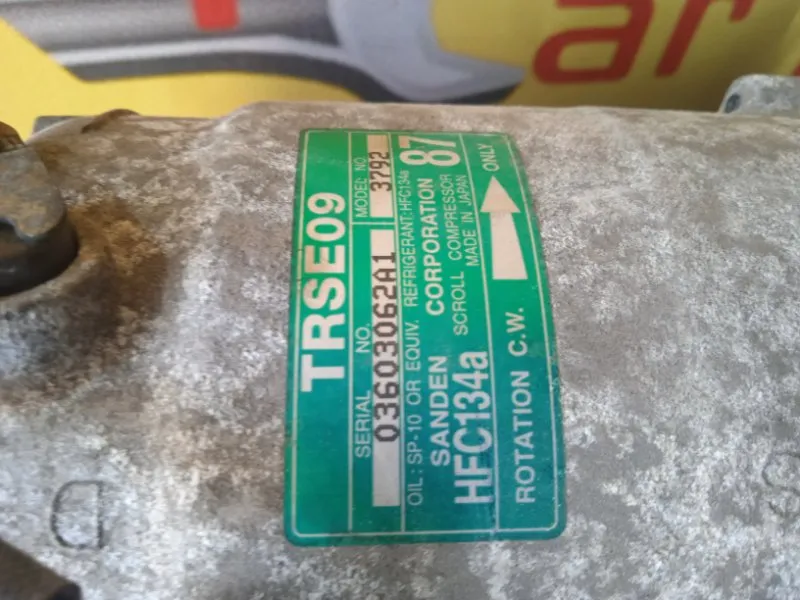 ar
TRSE09
SERIAL NO. MODEL NO.
03603062A1 3792
OIL: SP-10 OR EQUIV. REFRIGERANT: HFC134a
SANDEN CORPORATION 87
HFC134a SCROLL COMPRESSOR
MADE IN JAPAN
ROTATION C.W. ONLY
D